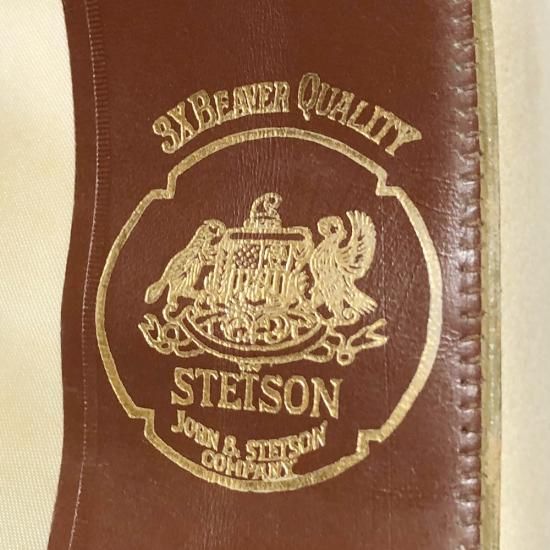 3X BEAVER QUALITY
STETSON
JOHN B. STETSON
COMPANY